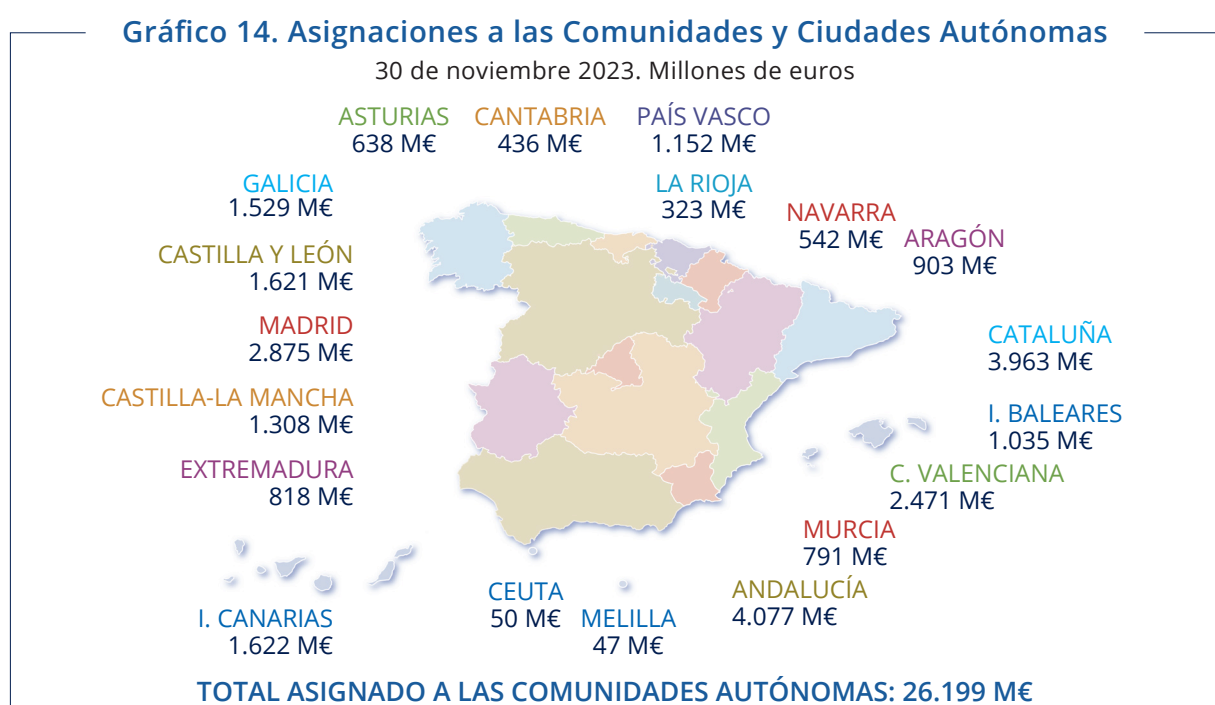 Gráfico 14. Asignaciones a las Comunidades y Ciudades Autónomas
30 de noviembre 2023. Millones de euros
ASTURIAS
638 M€
CANTABRIA
436 M€
PAÍS VASCO
1.152 M€
GALICIA
1.529 M€
LA RIOJA
323 M€
NAVARRA
542 M€
ARAGÓN
903 M€
CASTILLA Y LEÓN
1.621 M€
MADRID
2.875 M€
CATALUÑA
3.963 M€
CASTILLA-LA MANCHA
1.308 M€
I. BALEARES
1.035 M€
EXTREMADURA
818 M€
C. VALENCIANA
2.471 M€
MURCIA
791 M€
ANDALUCÍA
4.077 M€
CEUTA
50 M€
MELILLA
47 M€
I. CANARIAS
1.622 M€
TOTAL ASIGNADO A LAS COMUNIDADES AUTÓNOMAS: 26.199 M€